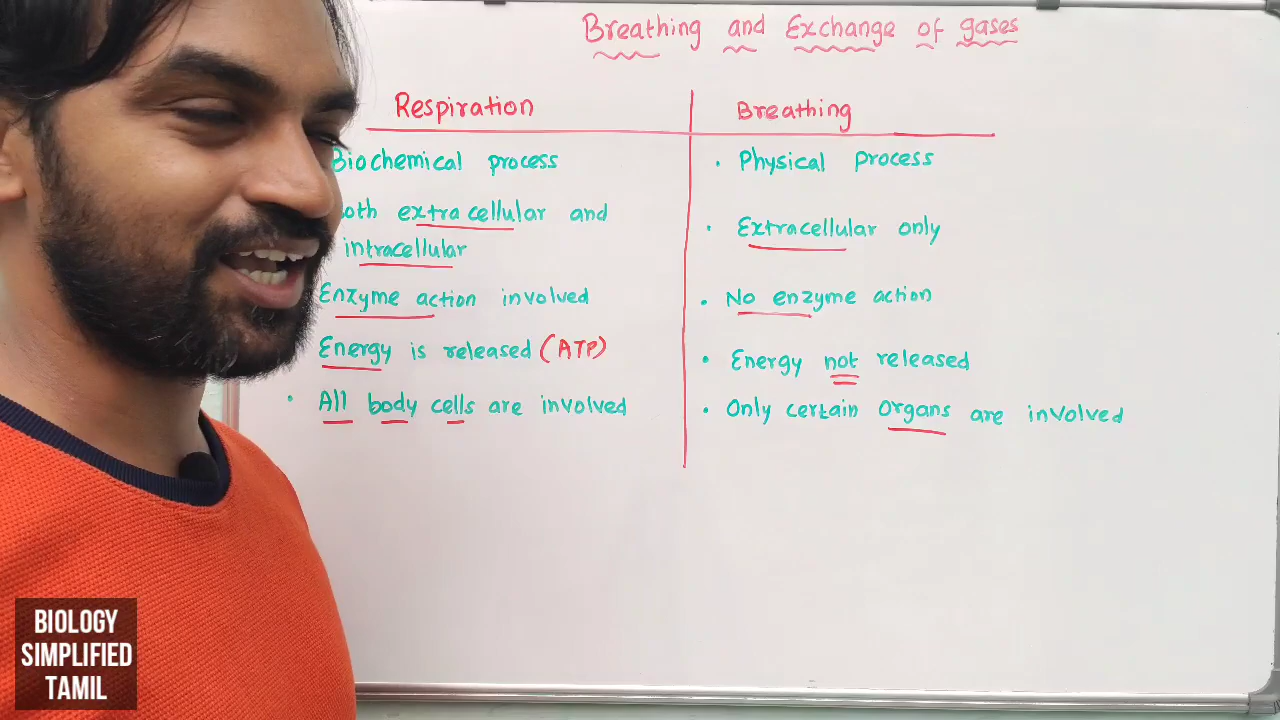 Breathing and Exchange of gases
Respiration
Biochemical process
both extracellular and
intracellular
Enzyme action involved
Energy is released (ATP)
• All body cells are involved
Breathing
• Physical process
• Extracellular only
• No enzyme action
• Energy not released
• Only certain organs are involved
BIOLOGY
SIMPLIFIED
TAMIL